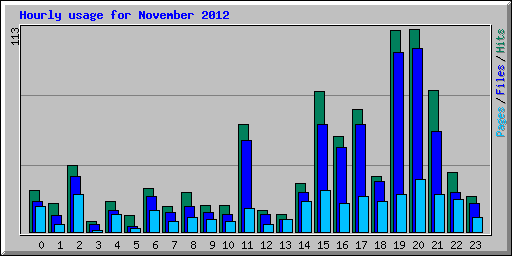 Hourly usage for November 2012
113
Pages / Files / Hits
0 1 2 3 4 5 6 7 8 9 10 11 12 13 14 15 16 17 18 19 20 21 22 23